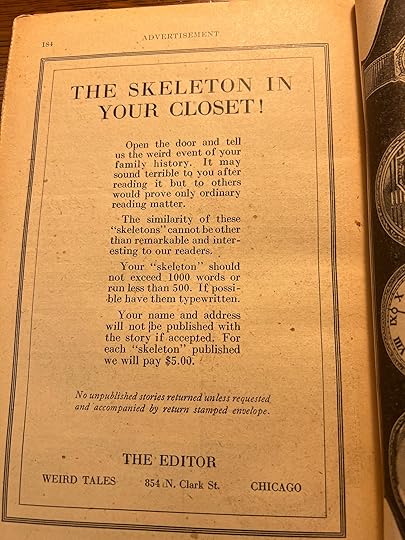 184
ADVERTISEMENT
THE SKELETON IN
YOUR CLOSET!
Open the door and tell
us the weird event of your
family history. It may
sound terrible to you after
reading it but to others
would prove only ordinary
reading matter.
The similarity of these
"skeletons" cannot be other
than remarkable and inter-
esting to our readers.
Your "skeleton" should
not exceed 1000 words or
run less than 500. If possi-
ble have them typewritten.
Your name and address
will not be published with
the story if accepted. For
each "skeleton" published
we will pay $5.00.
No unpublished stories returned unless requested
and accompanied by return stamped envelope.
THE EDITOR
WEIRD TALES 354 N. Clark St. CHICAGO
X
IX
VIII